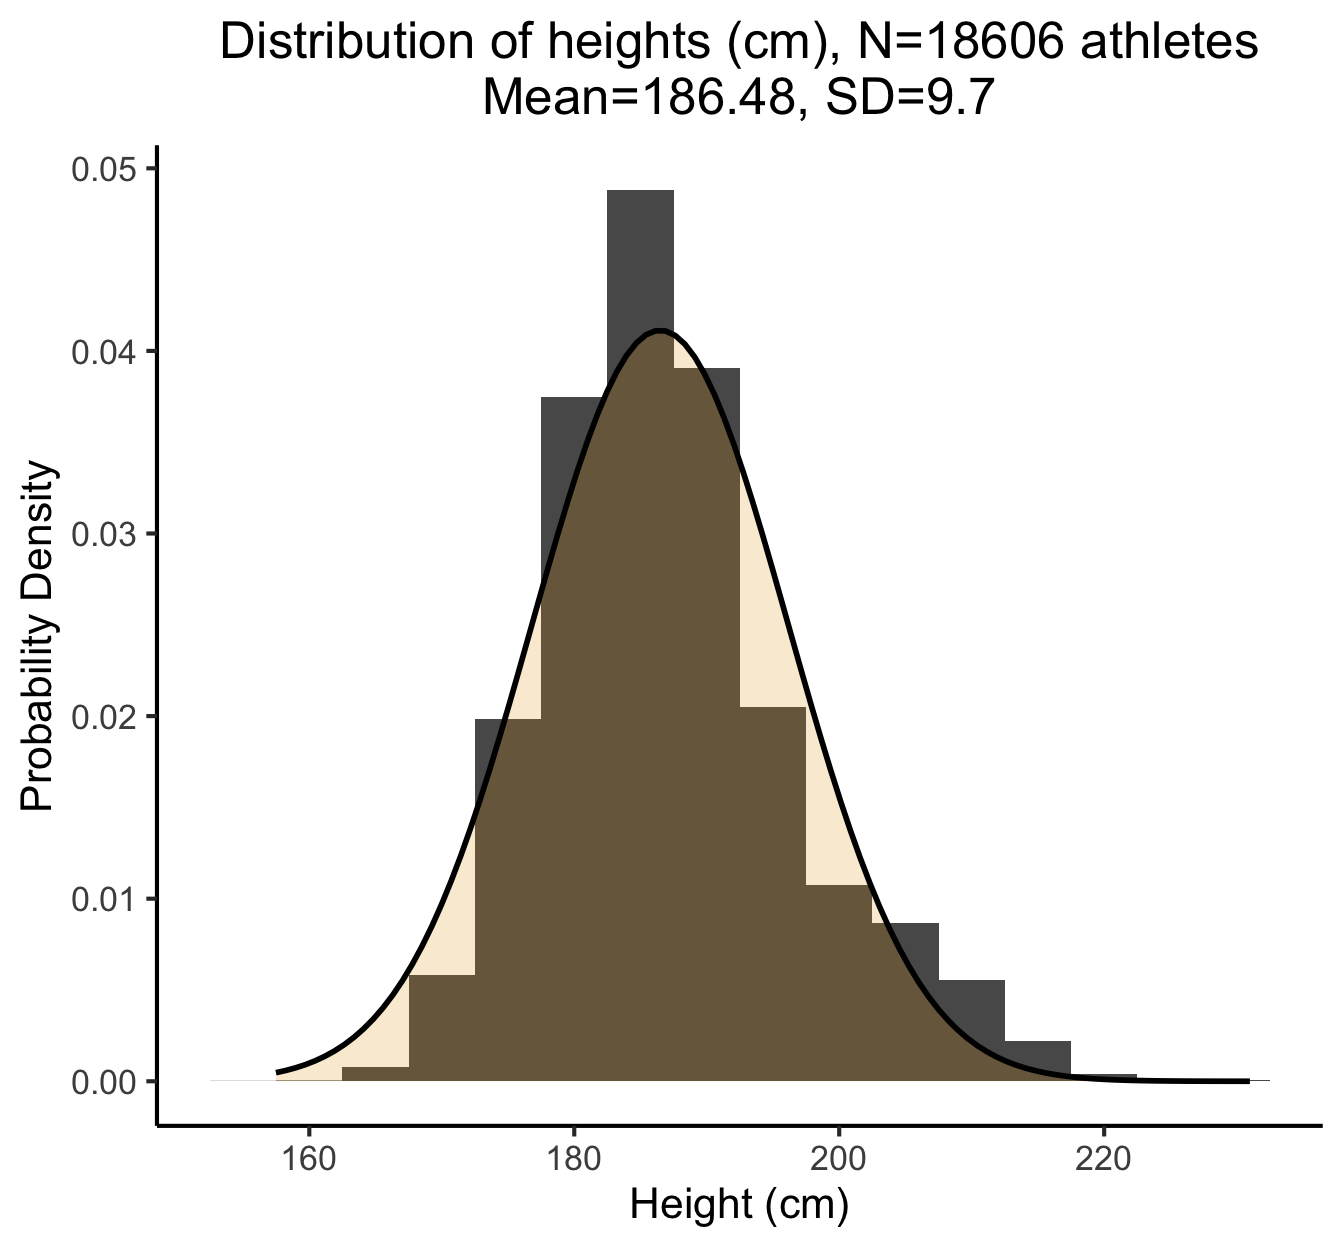 Distribution of heights (cm), N=18606 athletes
Mean=186.48, SD=9.7
0.05
0.04
0.03
0.02
0.01
0.00
Probability Density
160 180 200 220
Height (cm)